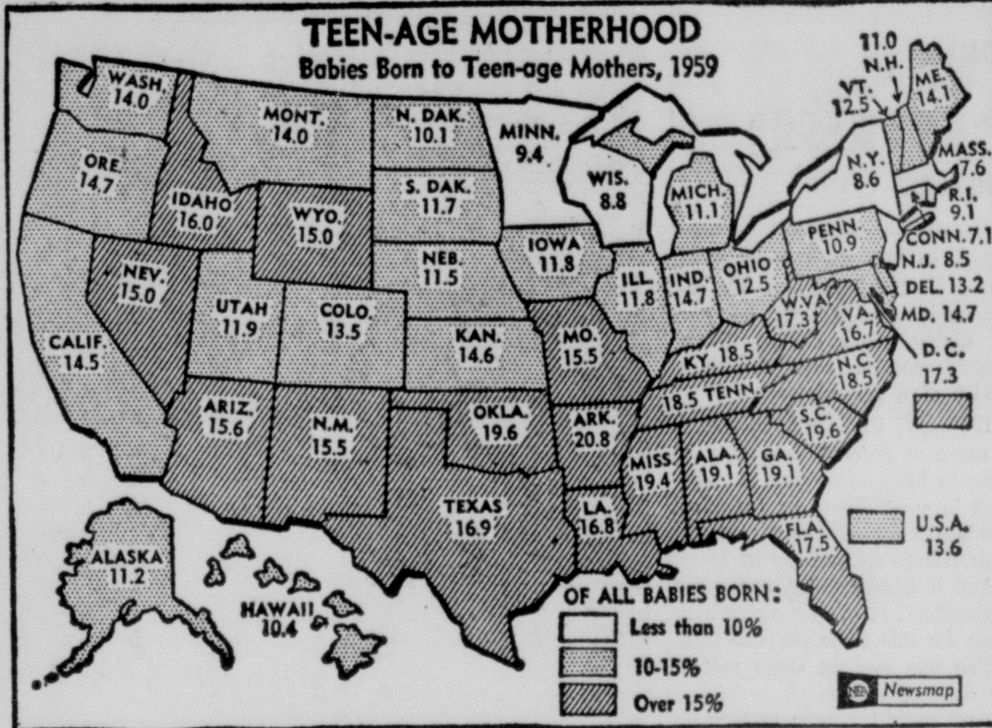 TEEN-AGE MOTHERHOOD
Babies Born to Teen-age Mothers, 1959
WASH.
14.0
ORE.
14.7
CALIF.
14.5
IDAHO
16.0
NEV.
15.0
MONT.
14.0
WYO.
15.0
UTAH
11.9
COLO.
13.5
ARIZ.
15.6
N.M.
15.5
N. DAK.
10.1
S. DAK.
11.7
NEB.
11.5
KAN.
14.6
OKLA.
19.6
TEXAS
16.9
MINN.
9.4
IOWA
11.8
MO.
15.5
ARK.
20.8
LA.
16.8
WIS.
8.8
ILL.
11.8
MICH.
11.1
IND.
14.7
OHIO
12.5
KY. 18.5
18.5 TENN.
MISS.
19.4
ALA.
19.1
GA.
19.1
FLA.
17.5
S.C.
19.6
N.C.
18.5
VA.
16.7
W.VA.
17.3
PENN.
10.9
N.Y.
8.6
VT.
12.5
11.0
N.H.
ME.
14.1
MASS.
7.6
R.I.
9.1
CONN. 7.1
N.J. 8.5
DEL. 13.2
MD. 14.7
D.C.
17.3
U.S.A.
13.6
ALASKA
11.2
HAWAII
10.4
OF ALL BABIES BORN:
Less than 10%
10-15%
Over 15%
NEA Newsmap